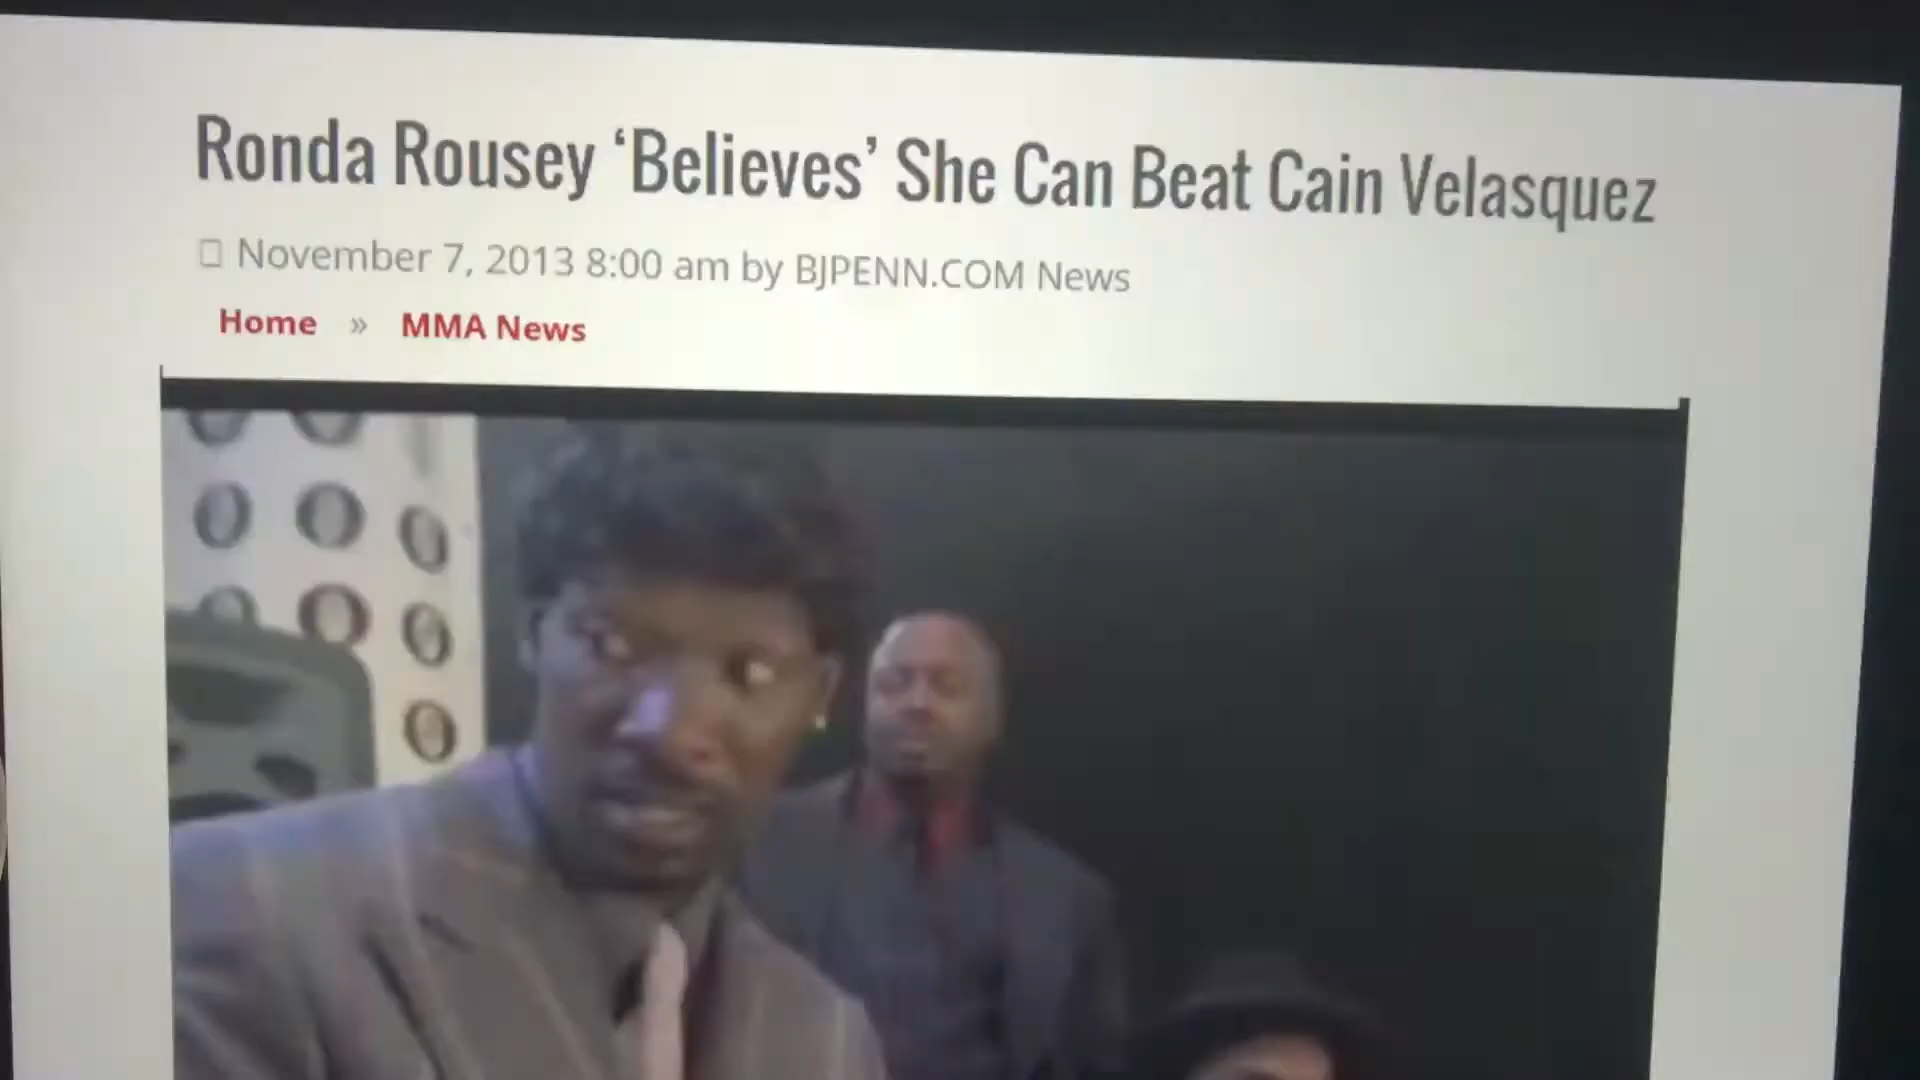 Ronda Rousey ‘Believes’ She Can Beat Cain Velasquez
November 7, 2013 8:00 am by BJPENN.COM News
Home » MMA News